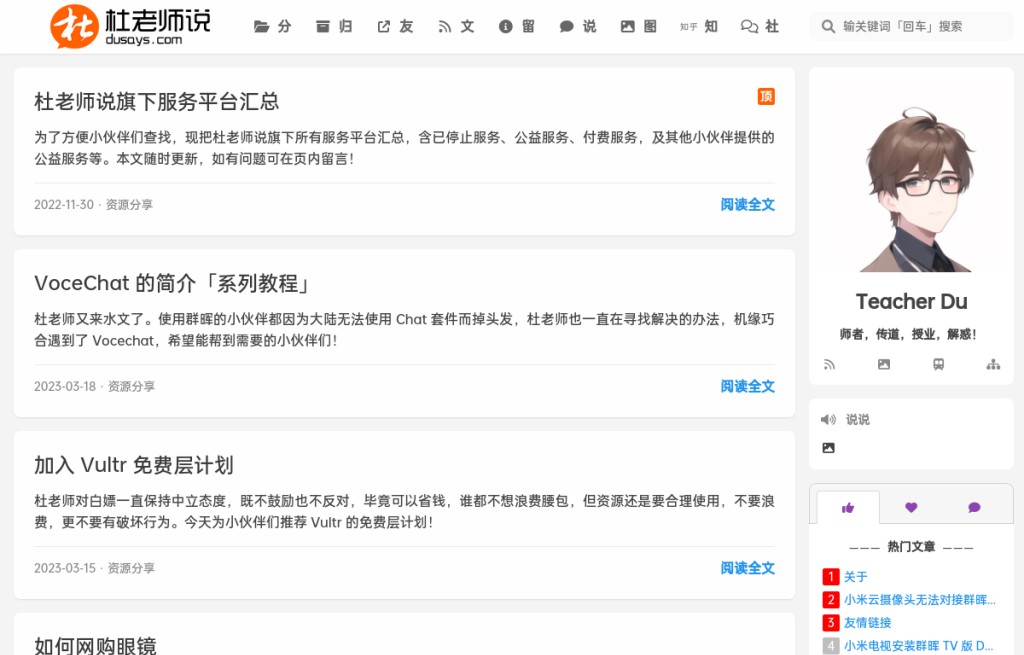 杜老师说
dusays.com
分
归
友
文
留
说
图
知乎 知
社
输关键词「回车」搜索
杜老师说旗下服务平台汇总
顶
为了方便小伙伴们查找，现把杜老师说旗下所有服务平台汇总，含已停止服务、公益服务、付费服务，及其他小伙伴提供的
公益服务等。本文随时更新，如有问题可在页内留言！
2022-11-30 · 资源分享
阅读全文
VoceChat 的简介「系列教程」
杜老师又来水文了。使用群晖的小伙伴都因为大陆无法使用 Chat 套件而掉头发，杜老师也一直在寻找解决的办法，机缘巧
合遇到了 Vocechat，希望能帮到需要的小伙伴们！
2023-03-18 · 资源分享
阅读全文
加入 Vultr 免费层计划
杜老师对白嫖一直保持中立态度，既不鼓励也不反对，毕竟可以省钱，谁都不想浪费腰包，但资源还是要合理使用，不要浪
费，更不要有破坏行为。今天为小伙伴们推荐 Vultr 的免费层计划！
2023-03-15 · 资源分享
阅读全文
如何网购眼镜
Teacher Du
师者，传道，授业，解惑！
说说
——— 热门文章 ———
1 关于
2 小米云摄像头无法对接群晖...
3 友情链接
4 小米电视安装群晖 TV 版 D...